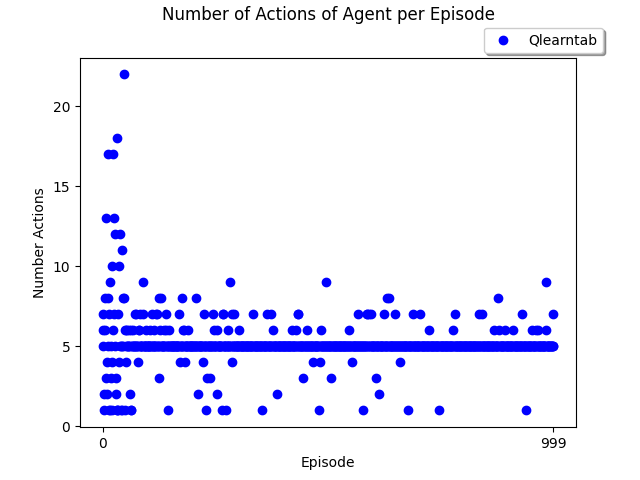 Number of Actions of Agent per Episode
Qlearntab
20
15
10
5
0
Number Actions
0 999
Episode